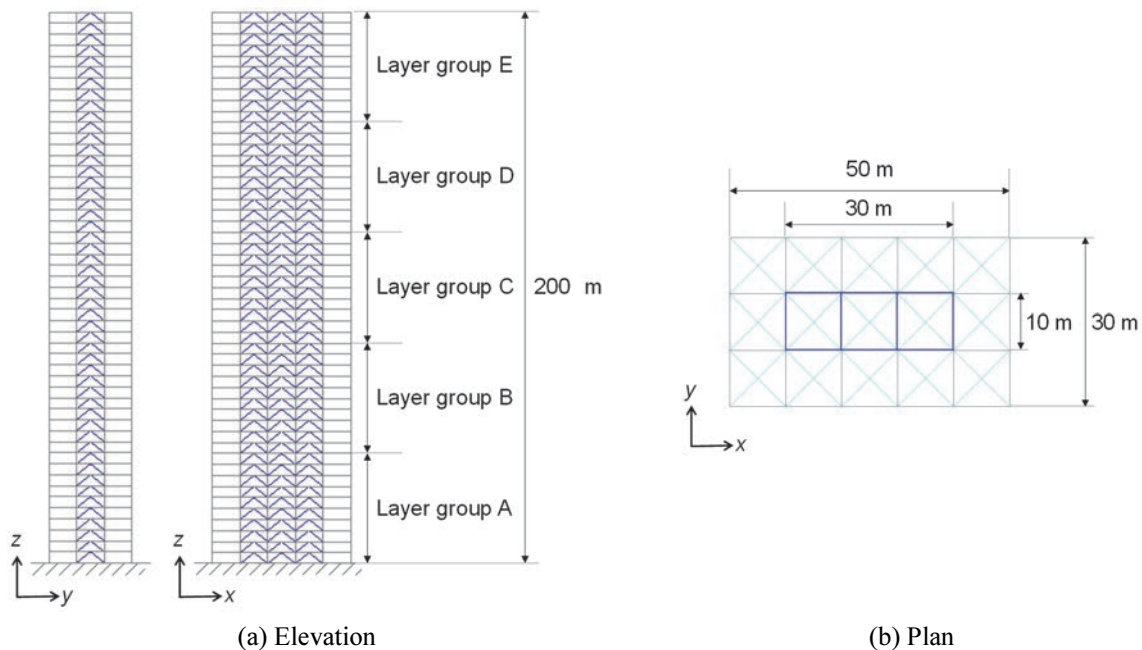 Layer group E
Layer group D
Layer group C
200 m
Layer group B
Layer group A
z
y
z
x
(a) Elevation
50 m
30 m
10 m
30 m
y
x
(b) Plan